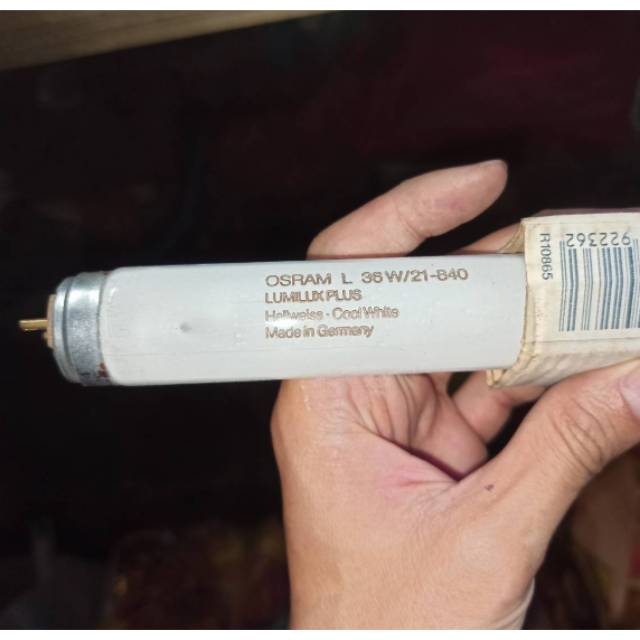 OSRAM L 36W/21-840
LUMILUX PLUS
Hellweiss · Cool White
Made in Germany
R10865
922362